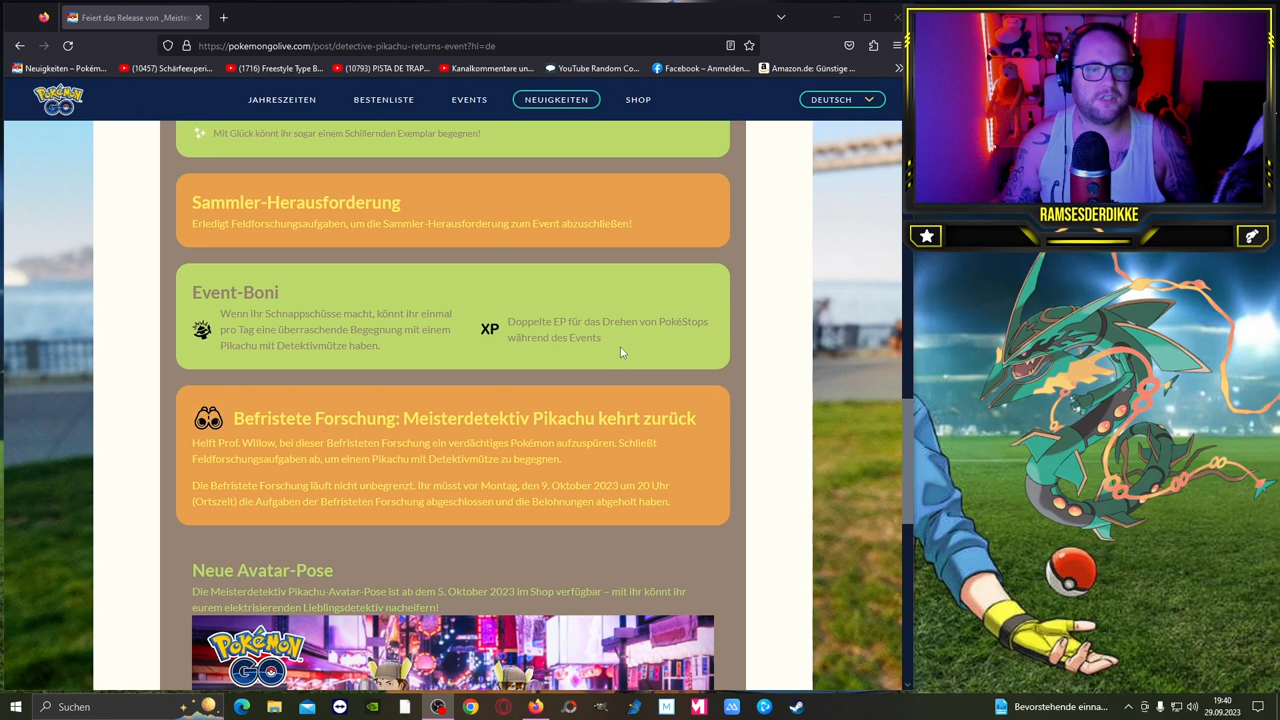 Feiert das Release von „Meister
https://pokemongolive.com/post/detective-pikachu-returns-event?hl=de
Neuigkeiten – Pokém...
(10457) Schärfeexperi...
(1716) Freestyle Type B...
(10793) PISTA DE TRAP...
Kanalkommentare un...
YouTube Random Co...
Facebook – Anmelden...
Amazon.de: Günstige ...
POKÉMON GO
JAHRESZEITEN
BESTENLISTE
EVENTS
NEUIGKEITEN
SHOP
DEUTSCH
Mit Glück könnt ihr sogar einem Schillernden Exemplar begegnen!
Sammler-Herausforderung
Erledigt Feldforschungsaufgaben, um die Sammler-Herausforderung zum Event abzuschließen!
Event-Boni
Wenn ihr Schnappschüsse macht, könnt ihr einmal
pro Tag eine überraschende Begegnung mit einem
Pikachu mit Detektivmütze haben.
XP
Doppelte EP für das Drehen von PokéStops
während des Events
Befristete Forschung: Meisterdetektiv Pikachu kehrt zurück
Helft Prof. Willow, bei dieser Befristeten Forschung ein verdächtiges Pokémon aufzuspüren. Schließt
Feldforschungsaufgaben ab, um einem Pikachu mit Detektivmütze zu begegnen.
Die Befristete Forschung läuft nicht unbegrenzt. Ihr müsst vor Montag, den 9. Oktober 2023 um 20 Uhr
(Ortszeit) die Aufgaben der Befristeten Forschung abgeschlossen und die Belohnungen abgeholt haben.
Neue Avatar-Pose
Die Meisterdetektiv Pikachu-Avatar-Pose ist ab dem 5. Oktober 2023 im Shop verfügbar – mit ihr könnt ihr
eurem elektrisierenden Lieblingsdetektiv nacheifern!
POKÉMON
GO
RAMSESDERDIKKE
Suchen
Bevorstehende einna...
19:40
29.09.2023